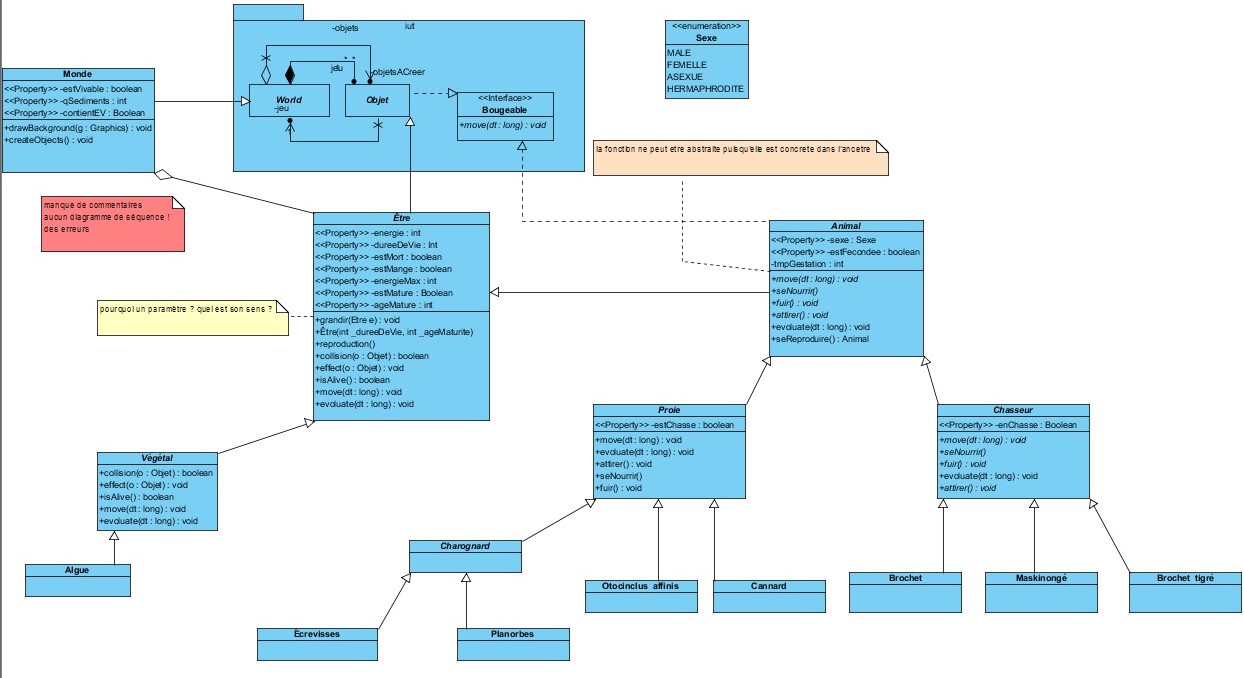 -objets
iut
jeu
* *
-objetsACreer
World
-jeu
Objet
<<Interface>>
Bougeable
+move(dt : long) : void
<<enumeration>>
Sexe
MALE
FEMELLE
ASEXUE
HERMAPHRODITE
Monde
<<Property>> -estVivable : boolean
<<Property>> -qSediments : int
<<Property>> -contientEV : Boolean
+drawBackground(g : Graphics) : void
+createObjects() : void
la fonction ne peut etre abstraite puisqu'elle est concrete dans l'ancetre
manque de commentaires
aucun diagramme de séquence !
des erreurs
Être
<<Property>> -energie : int
<<Property>> -dureeDeVie : Int
<<Property>> -estMort : boolean
<<Property>> -estMange : boolean
<<Property>> -energieMax : int
<<Property>> -estMature : Boolean
<<Property>> -ageMature : int
+grandir(Etre e) : void
+Être(int _dureeDeVie, int _ageMaturite)
+reproduction()
+collision(o : Objet) : boolean
+effect(o : Objet) : void
+isAlive() : boolean
+move(dt : long) : void
+evoluate(dt : long) : void
Animal
<<Property>> -sexe : Sexe
<<Property>> -estFecondee : boolean
-tmpGestation : int
+move(dt : long) : void
+seNourrir()
+fuir() : void
+attirer() : void
+evoluate(dt : long) : void
+seReproduire() : Animal
pourquoi un paramètre ? quel est son sens ?
Végétal
+collision(o : Objet) : boolean
+effect(o : Objet) : void
+isAlive() : boolean
+move(dt : long) : void
+evoluate(dt : long) : void
Proie
<<Property>> -estChasse : boolean
+move(dt : long) : void
+evoluate(dt : long) : void
+attirer() : void
+seNourrir()
+fuir() : void
Chasseur
<<Property>> -enChasse : Boolean
+move(dt : long) : void
+seNourrir()
+fuir() : void
+evoluate(dt : long) : void
+attirer() : void
Algue
Charognard
Otocinclus affinis
Cannard
Brochet
Maskinongé
Brochet tigré
Écrevisses
Planorbes